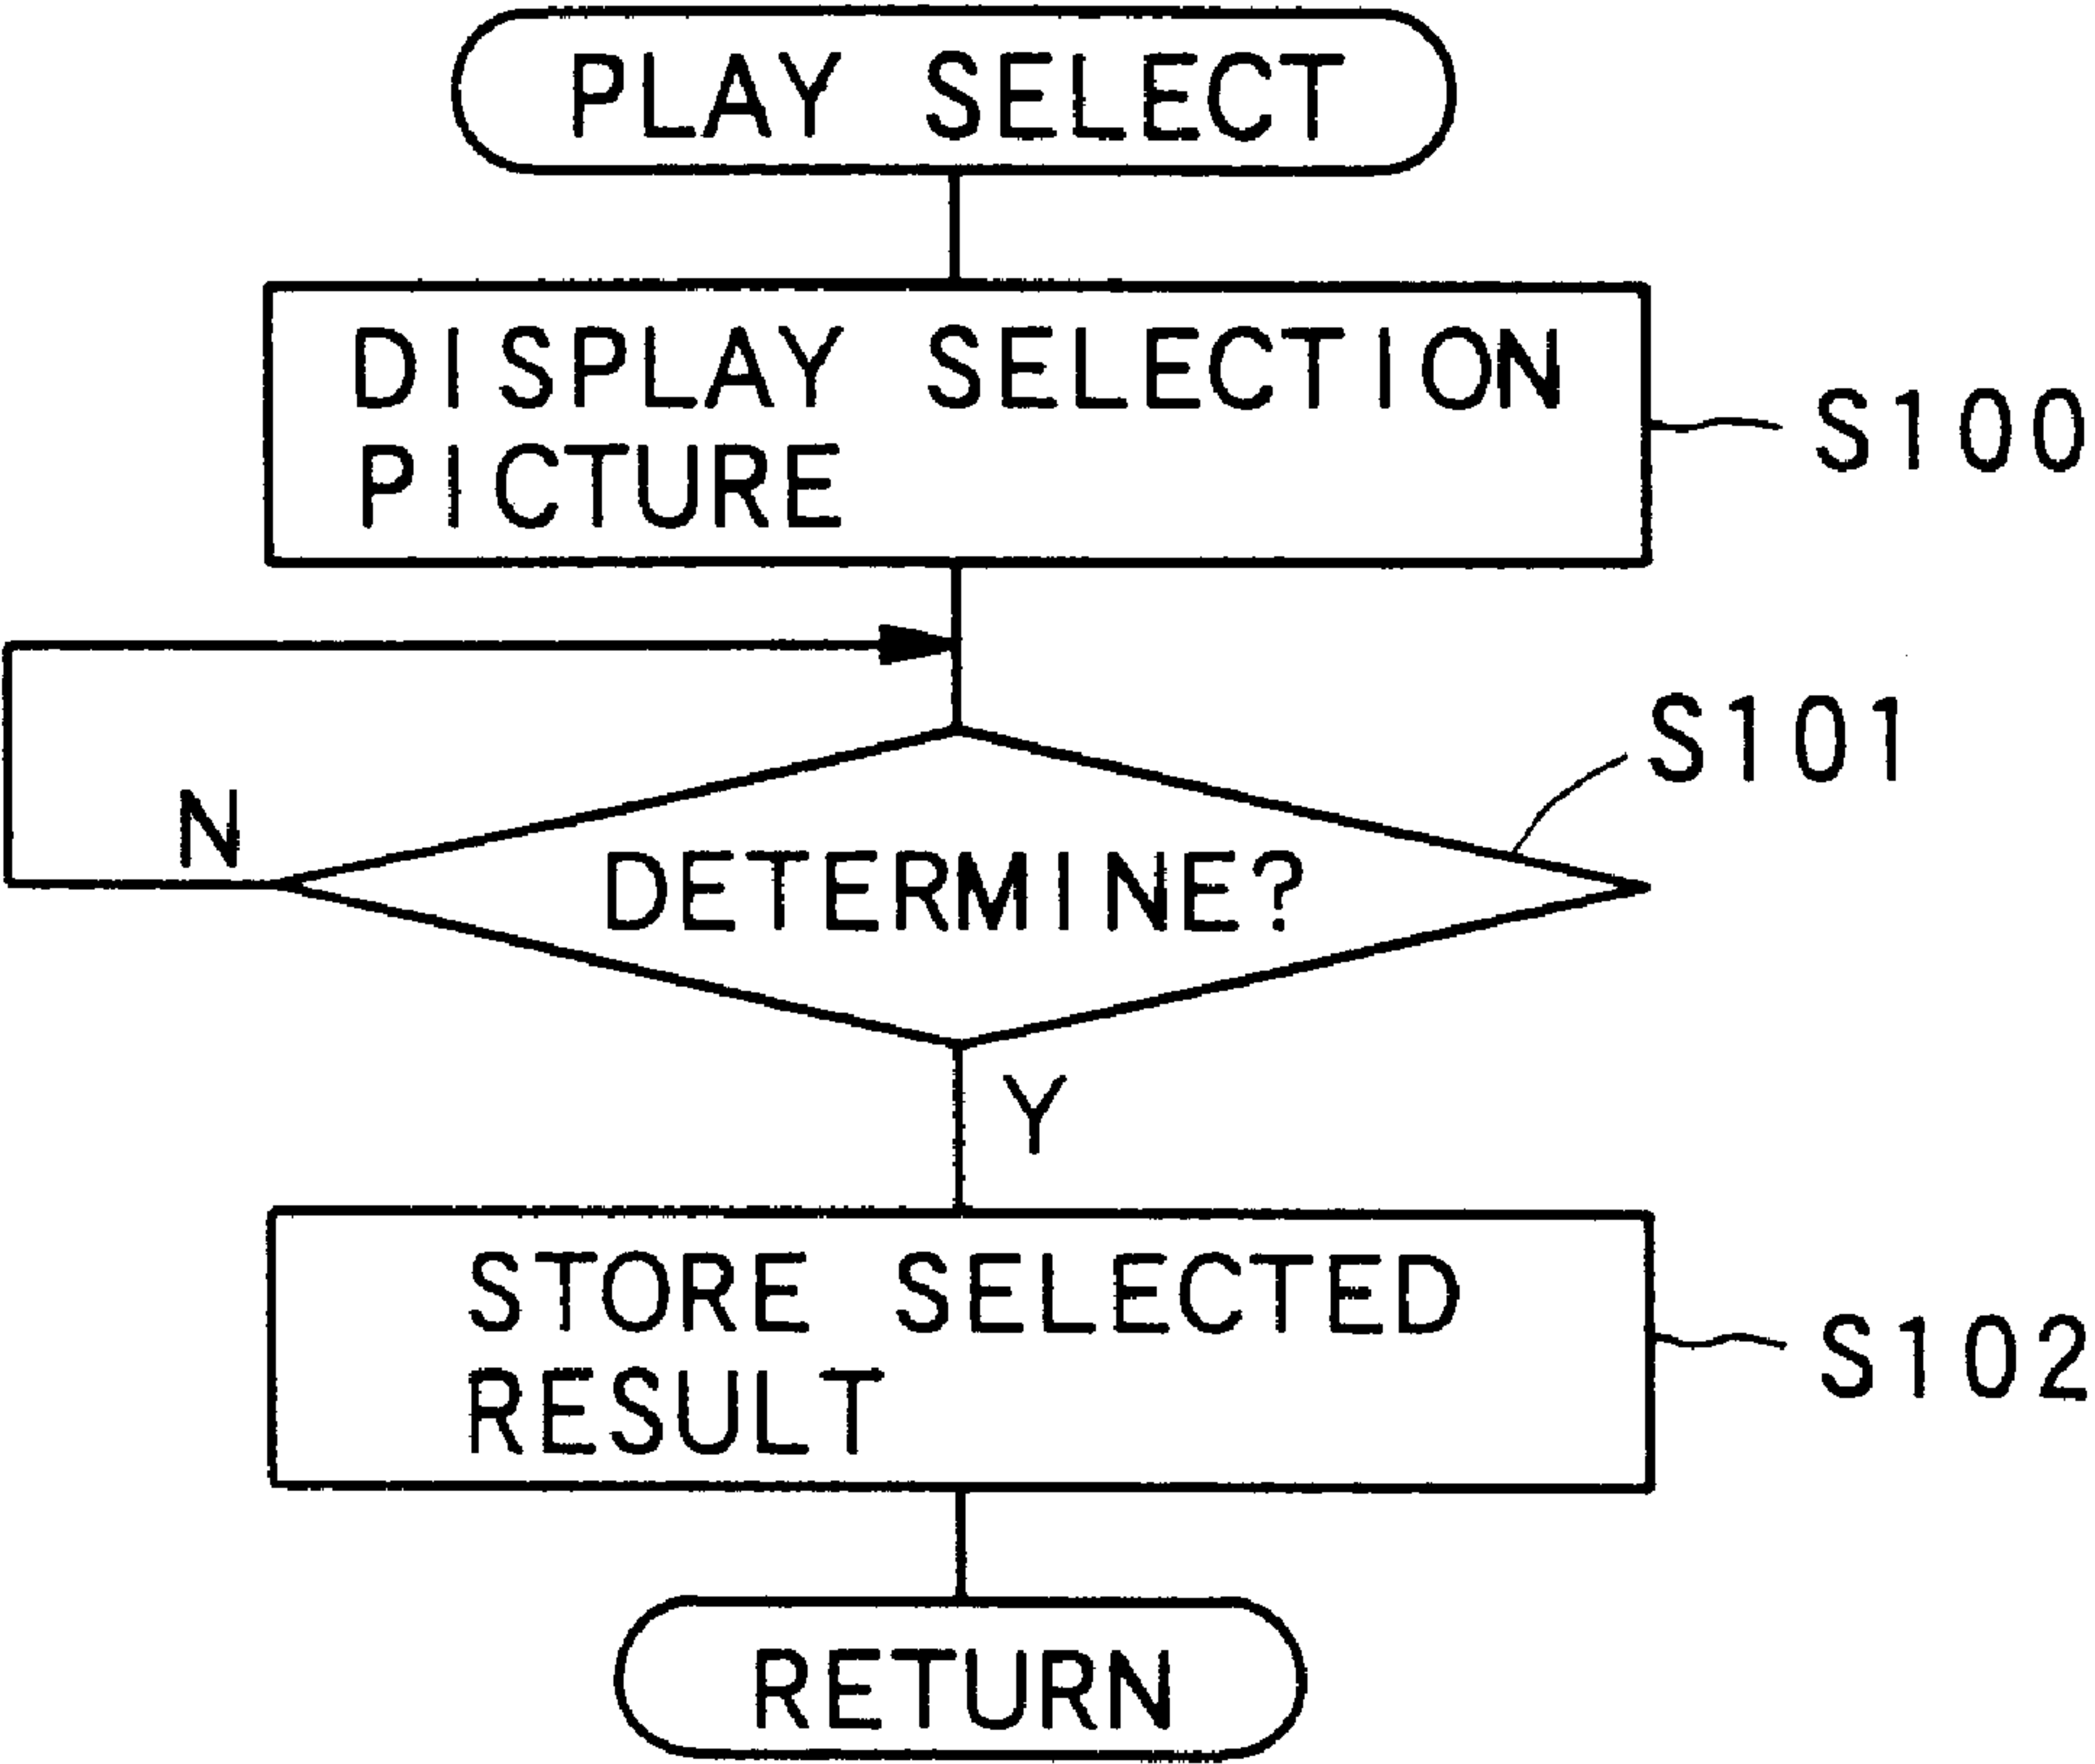 PLAY SELECT
DISPLAY SELECTION
PICTURE
S100
S101
N
DETERMINE?
Y
STORE SELECTED
RESULT
S102
RETURN